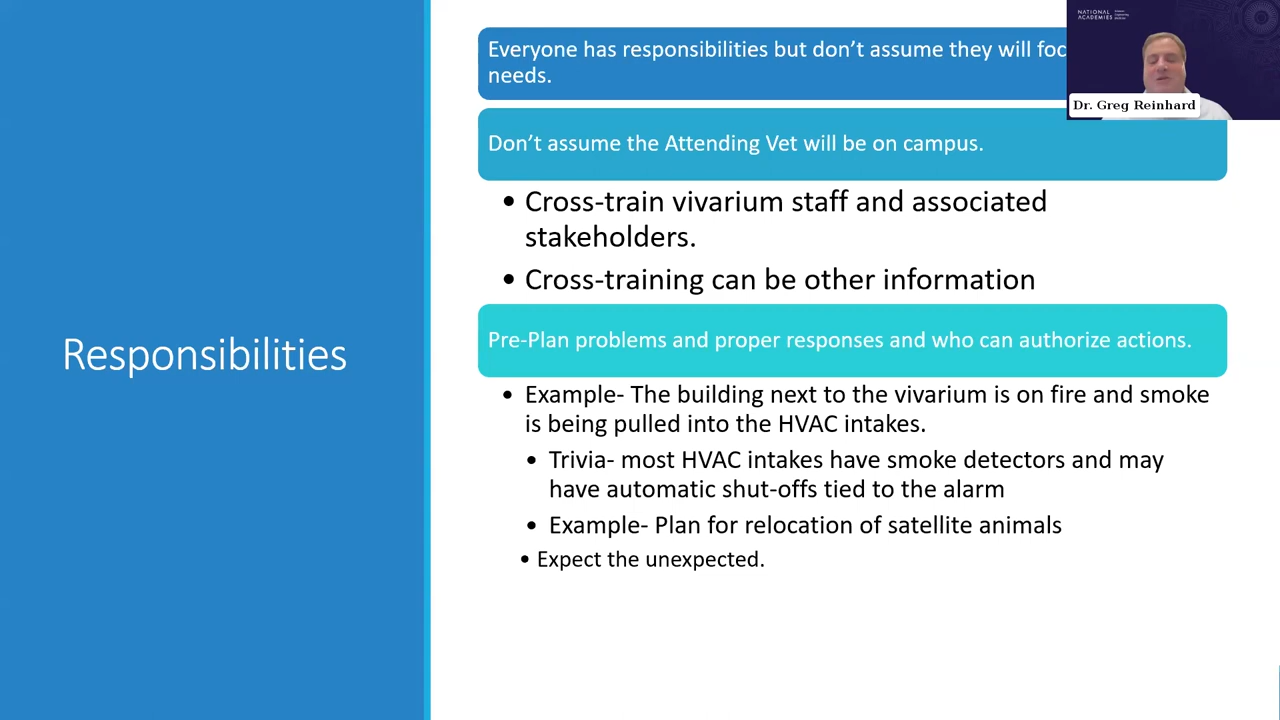 Responsibilities
Everyone has responsibilities but don't assume they will
needs.
Don't assume the Attending Vet will be on campus.
• Cross-train vivarium staff and associated
stakeholders.
• Cross-training can be other information
Pre-Plan problems and proper responses and who can authorize actions.
• Example- The building next to the vivarium is on fire and smoke
is being pulled into the HVAC intakes.
• Trivia- most HVAC intakes have smoke detectors and may
have automatic shut-offs tied to the alarm
• Example- Plan for relocation of satellite animals
• Expect the unexpected.
NATIONAL
ACADEMIES
Dr. Greg Reinhard